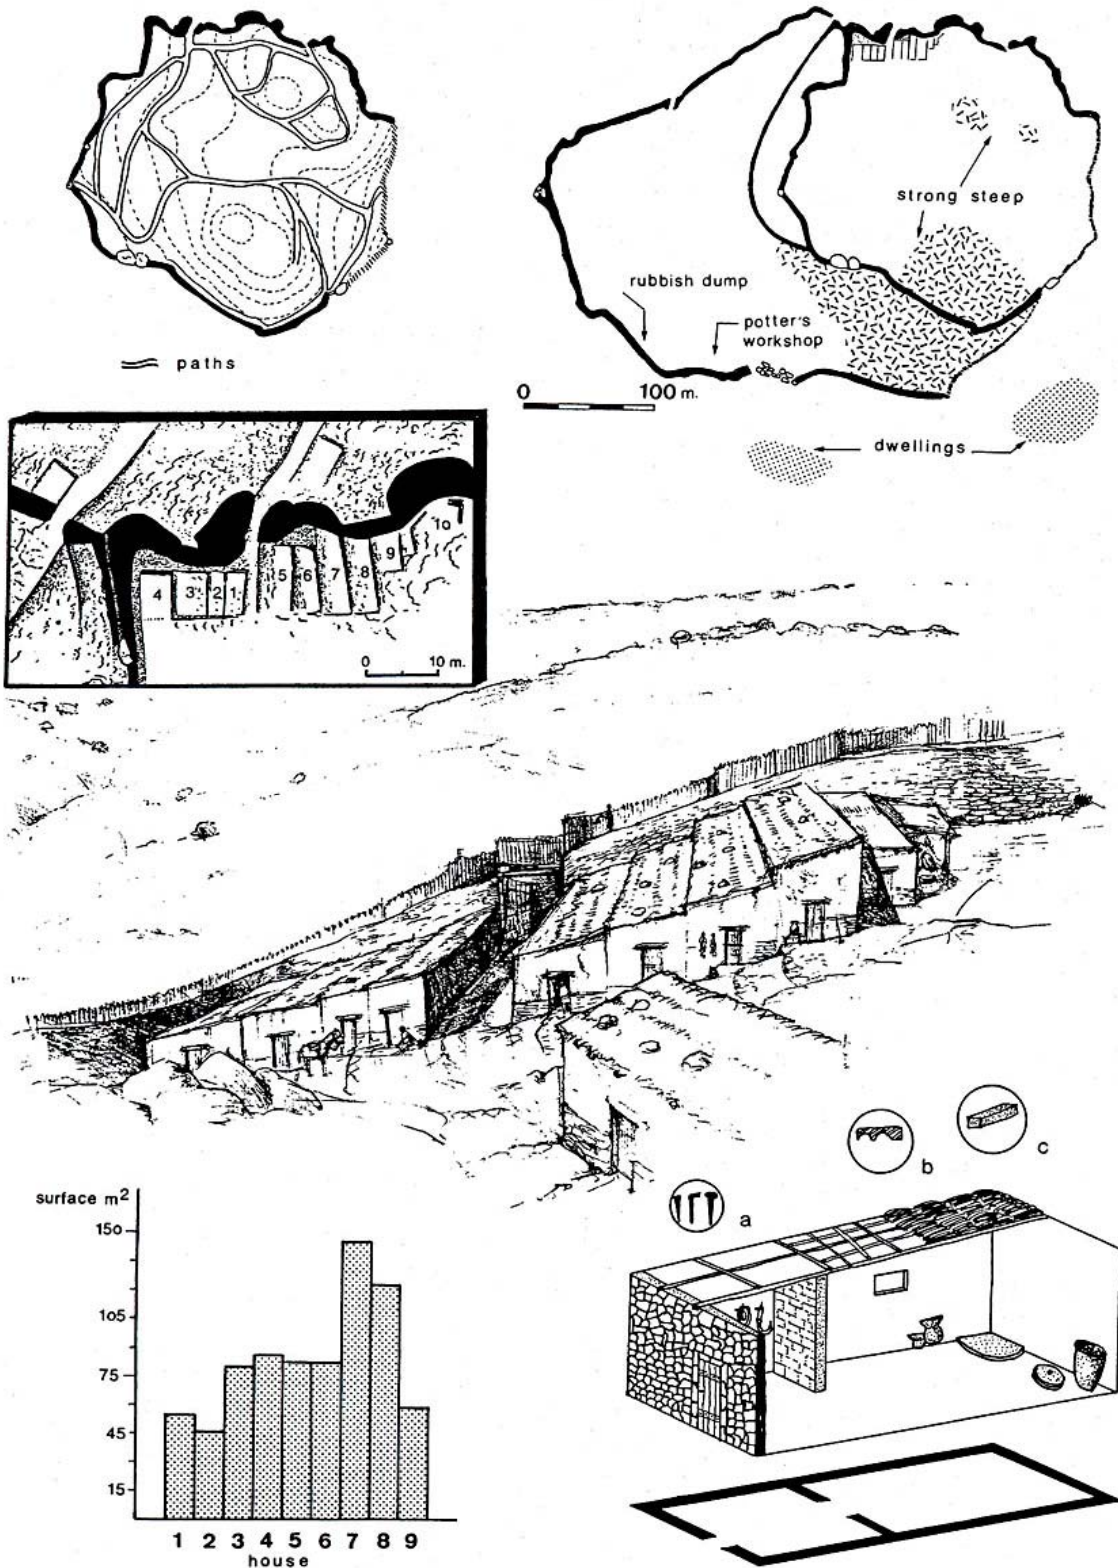 strong steep
rubbish dump
potter's
workshop
paths
0 100 m.
dwellings
10
9
5 6 7 8
4 3 2 1
0 10 m.
b
c
a
surface m2
150
105
75
45
15
1 2 3 4 5 6 7 8 9
house